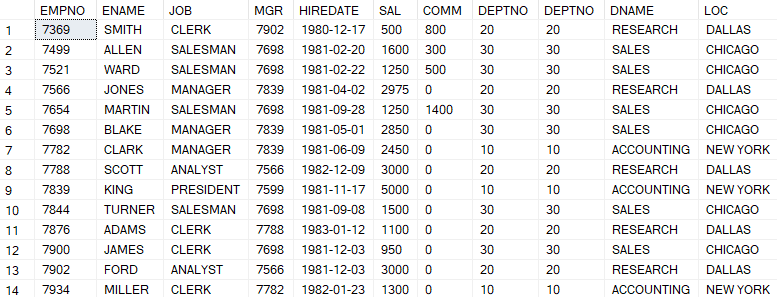 EMPNO ENAME JOB MGR HIREDATE SAL COMM DEPTNO DEPTNO DNAME LOC
1 7369 SMITH CLERK 7902 1980-12-17 500 800 20 20 RESEARCH DALLAS
2 7499 ALLEN SALESMAN 7698 1981-02-20 1600 300 30 30 SALES CHICAGO
3 7521 WARD SALESMAN 7698 1981-02-22 1250 500 30 30 SALES CHICAGO
4 7566 JONES MANAGER 7839 1981-04-02 2975 0 20 20 RESEARCH DALLAS
5 7654 MARTIN SALESMAN 7698 1981-09-28 1250 1400 30 30 SALES CHICAGO
6 7698 BLAKE MANAGER 7839 1981-05-01 2850 0 30 30 SALES CHICAGO
7 7782 CLARK MANAGER 7839 1981-06-09 2450 0 10 10 ACCOUNTING NEW YORK
8 7788 SCOTT ANALYST 7566 1982-12-09 3000 0 20 20 RESEARCH DALLAS
9 7839 KING PRESIDENT 7599 1981-11-17 5000 0 10 10 ACCOUNTING NEW YORK
10 7844 TURNER SALESMAN 7698 1981-09-08 1500 0 30 30 SALES CHICAGO
11 7876 ADAMS CLERK 7788 1983-01-12 1100 0 20 20 RESEARCH DALLAS
12 7900 JAMES CLERK 7698 1981-12-03 950 0 30 30 SALES CHICAGO
13 7902 FORD ANALYST 7566 1981-12-03 3000 0 20 20 RESEARCH DALLAS
14 7934 MILLER CLERK 7782 1982-01-23 1300 0 10 10 ACCOUNTING NEW YORK